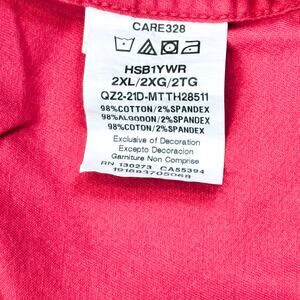 CARE328
HSB1YWR
2XL/2XG/2TG
QZ2-21D-MTTH28511
98%COTTON/2%SPANDEX
98%ALGODON/2%SPANDEX
98%COTON/2%SPANDEX
Exclusive of Decoration
Excepto Decoracion
Garniture Non Comprise
RN 130273 CA55394
191683705068